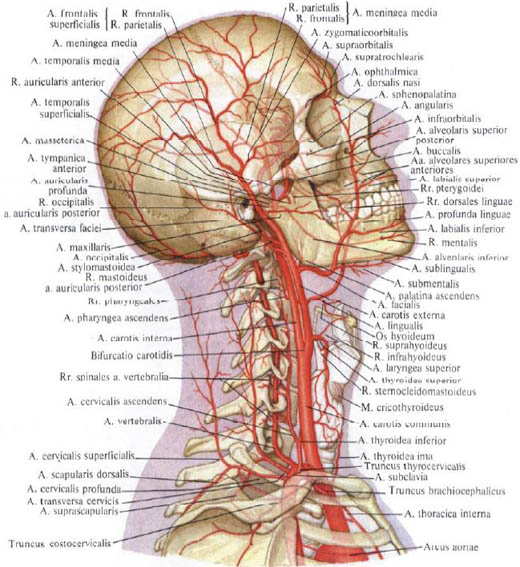 A. frontalis
superficialis
R frontalis
R. parietalis
A. meningea media
A. temporalis media
R. auricularis anterior
A. temporalis
superficialis
A. masseterica
A. tympanica
anterior
A. auricularis
profunda
R. occipitalis
a. auricularis posterior
A. transversa faciei
A. maxillaris
A. occipitalis
A. stylomastoidea
R. mastoideus
a. auricularis posterior
Rr. pharyngeales
A. pharyngea ascendens
A. carotis interna
Bifurcatio carotidis
Rr. spinales a. vertebralia
A. cervicalis ascendens
A. vertebralis
A. cervicalis superficialis
A. scapularis dorsalis
A. cervicalis profunda
A. transversa cervicis
A. suprascapularis
Truncus costocervicalis
R. parietalis
R. frontalis
A. meningea media
A. zygomaticoorbitalis
A. supraorbitalis
A. supratrochlearis
A. ophthalmica
A. dorsalis nasi
A. sphenopalatina
A. angularis
A. infraorbitalis
A. alveolaris superior
posterior
A. buccalis
Aa. alveolares superiores
anteriores
A. labialis superior
Rr. pterygoidei
Rr. dorsales linguae
A. profunda linguae
A. labialis inferior
R. mentalis
A. alveolaris inferior
A. sublingualis
A. submentalis
A. palatina ascendens
A. facialis
A. carotis externa
A. lingualis
Os hyoideum
R. suprahyoideus
R. infrahyoideus
A. laryngea superior
A. thyroidea superior
R. sternocleidomastoideus
M. cricothyroideus
A. carotis communis
A. thyroidea inferior
A. thyroidea ima
Truncus thyrocervicalis
A. subclavia
Truncus brachiocephalicus
A. thoracica interna
Arcus aortae